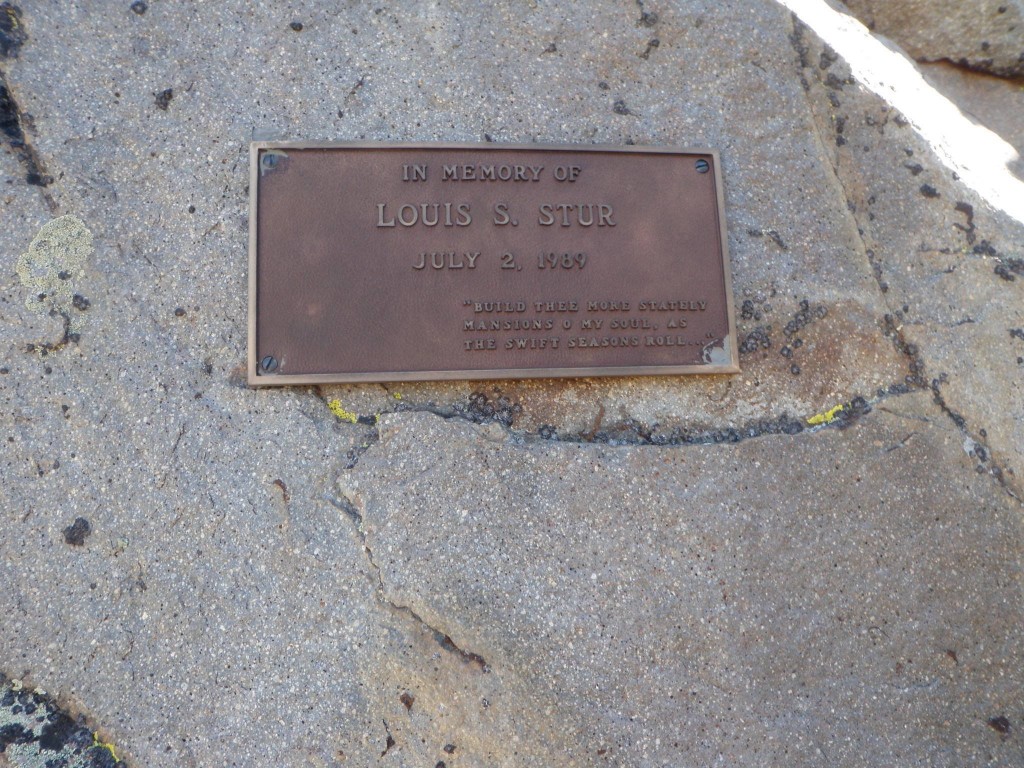 IN MEMORY OF
LOUIS S. STUR
JULY 2, 1989
"BUILD THEE MORE STATELY
MANSIONS O MY SOUL, AS
THE SWIFT SEASONS ROLL..."